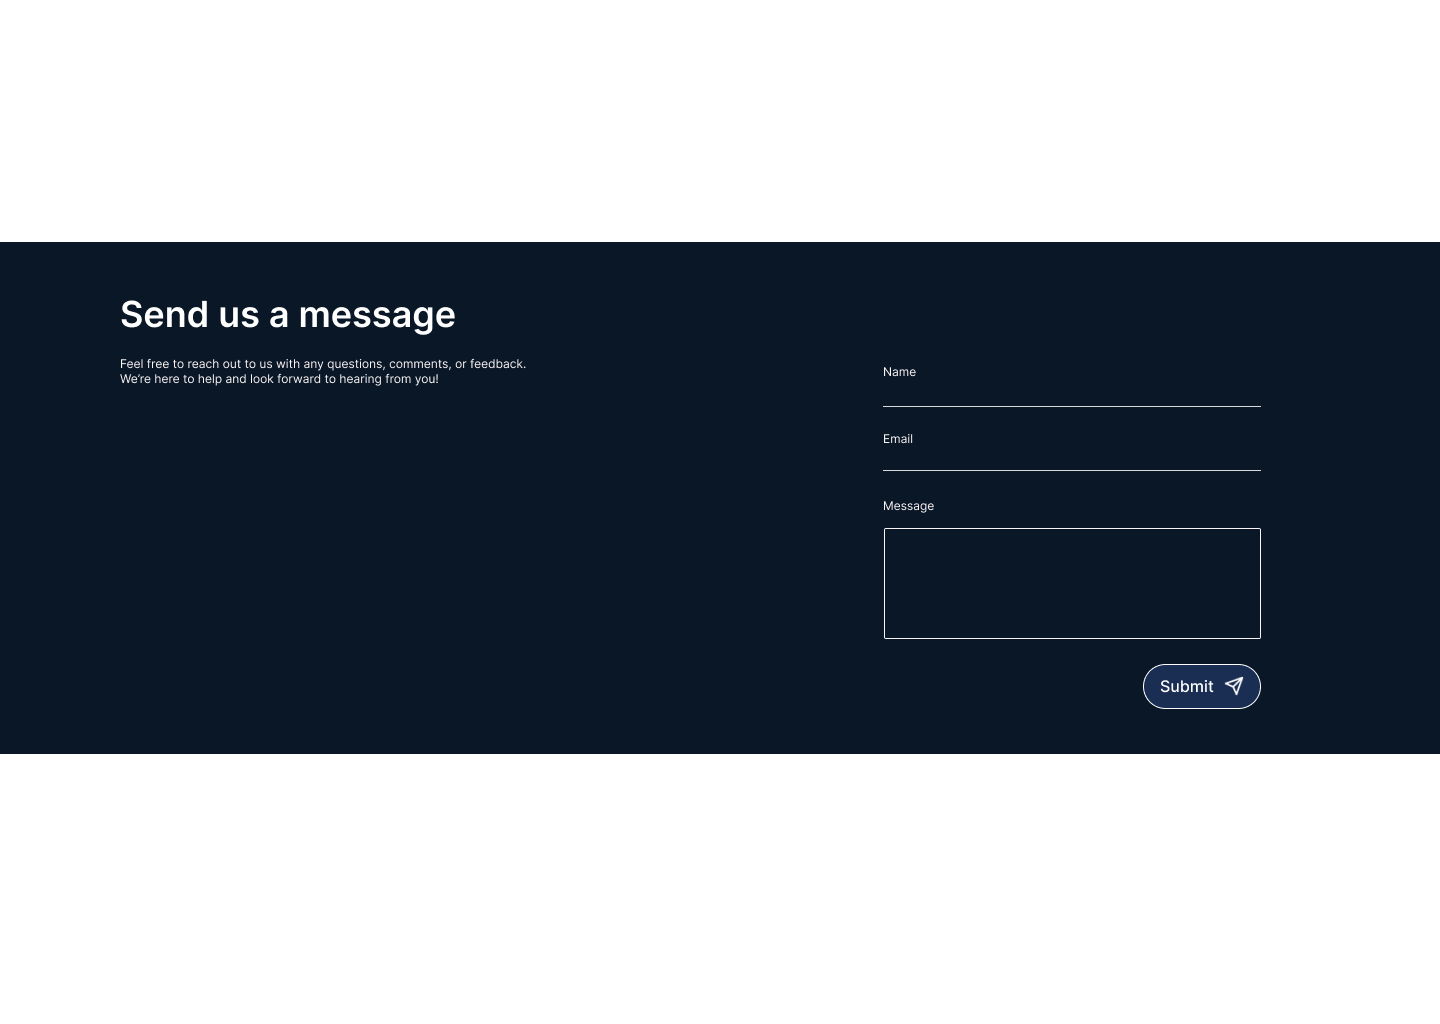 Send us a message
Feel free to reach out to us with any questions, comments, or feedback.
We’re here to help and look forward to hearing from you!
Name
Email
Message
Submit